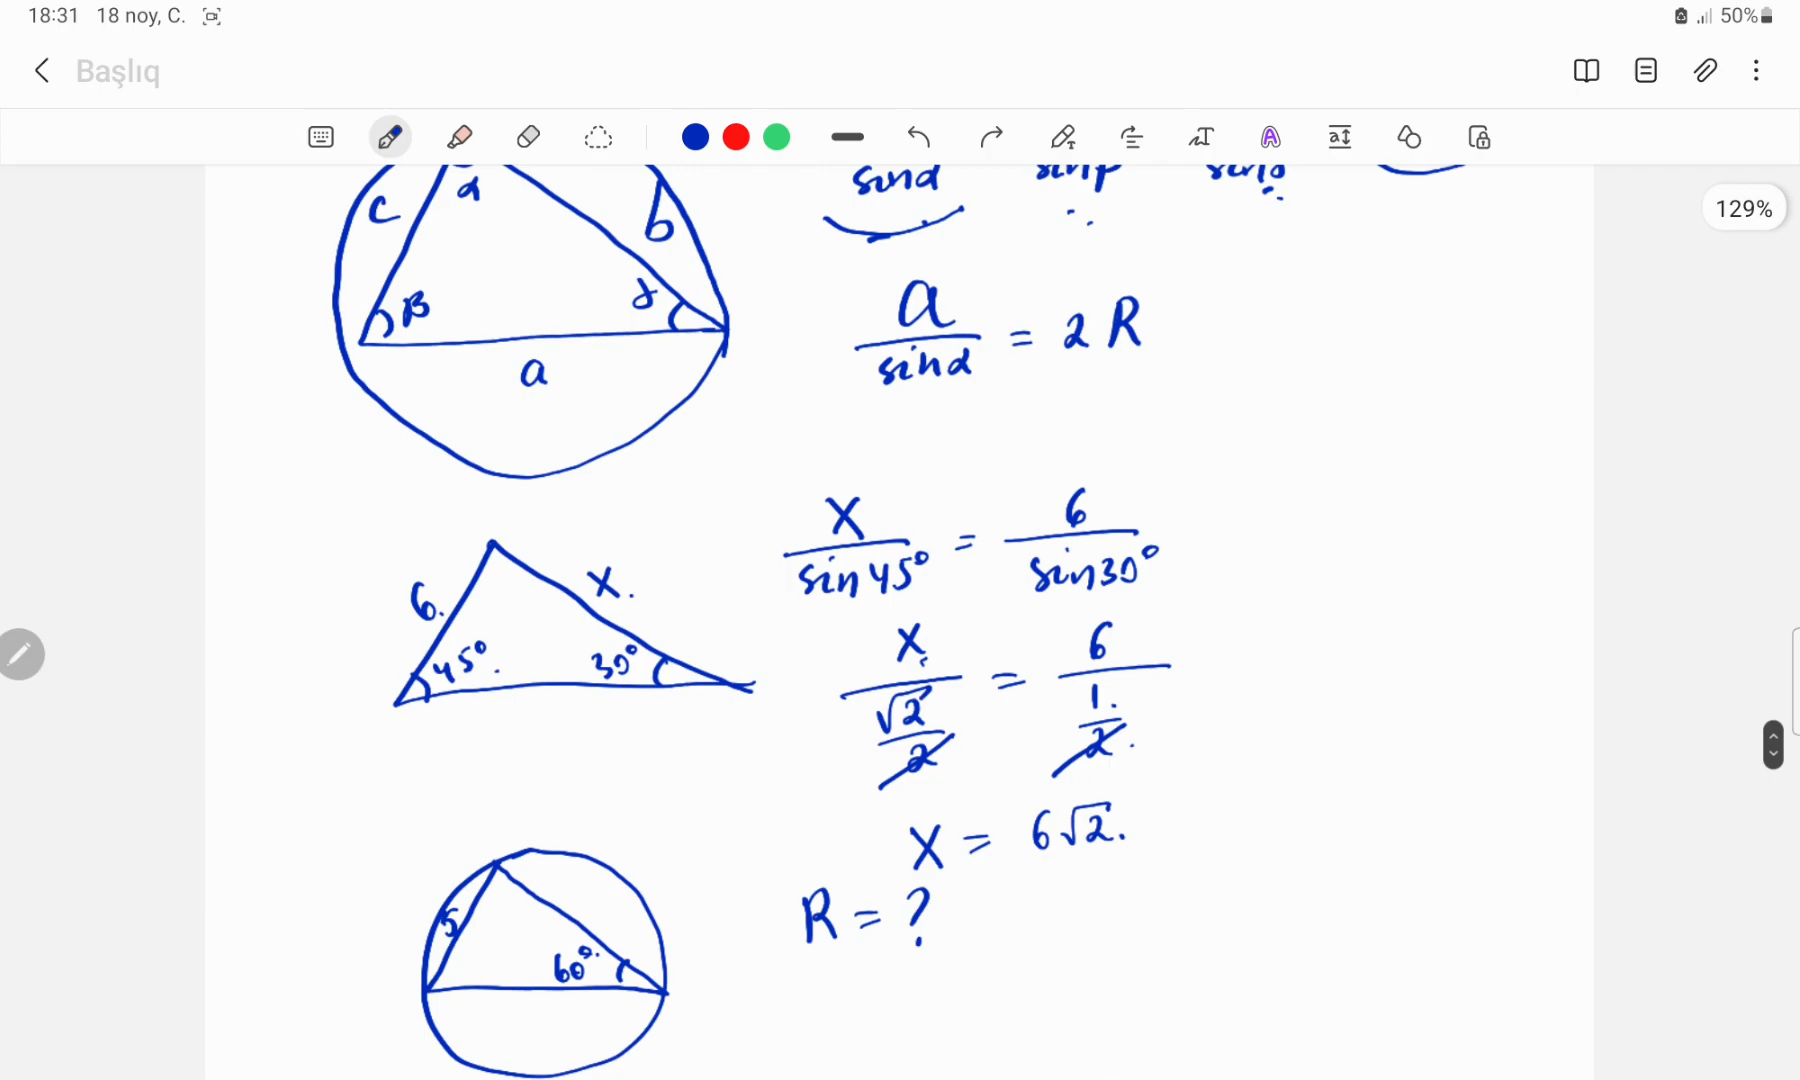 18:31 18 noy, C. 50%
Başlıq
129%
c α b
sinα sinβ
β γ
a
a/sinα = 2R
6. x. 45°. 30°
x/sin45° = 6/sin30°
x/(√2/2) = 6/(1/2)
x = 6√2.
R = ?
5 60°.